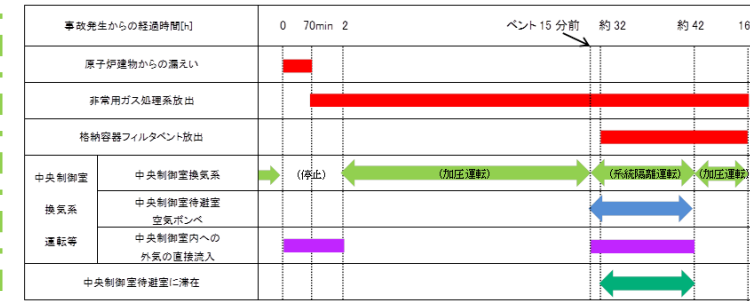 事故発生からの経過時間[h]
0 70min 2 ベント 15 分前 約 32 約 42 16
原子炉建物からの漏えい
非常用ガス処理系放出
格納容器フィルタベント放出
中央制御室
換気系
運転等
中央制御室換気系
(停止) (加圧運転) (系統隔離運転) (加圧運転)
中央制御室待避室
空気ボンベ
中央制御室内への
外気の直接流入
中央制御室待避室に滞在